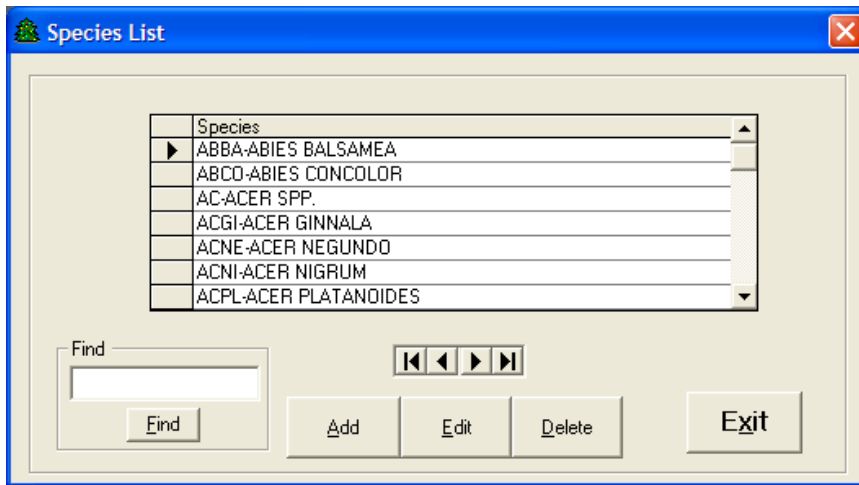 Species List
Species
ABBA-ABIES BALSAMEA
ABCO-ABIES CONCOLOR
AC-ACER SPP.
ACGI-ACER GINNALA
ACNE-ACER NEGUNDO
ACNI-ACER NIGRUM
ACPL-ACER PLATANOIDES
Find
Find
Add
Edit
Delete
Exit